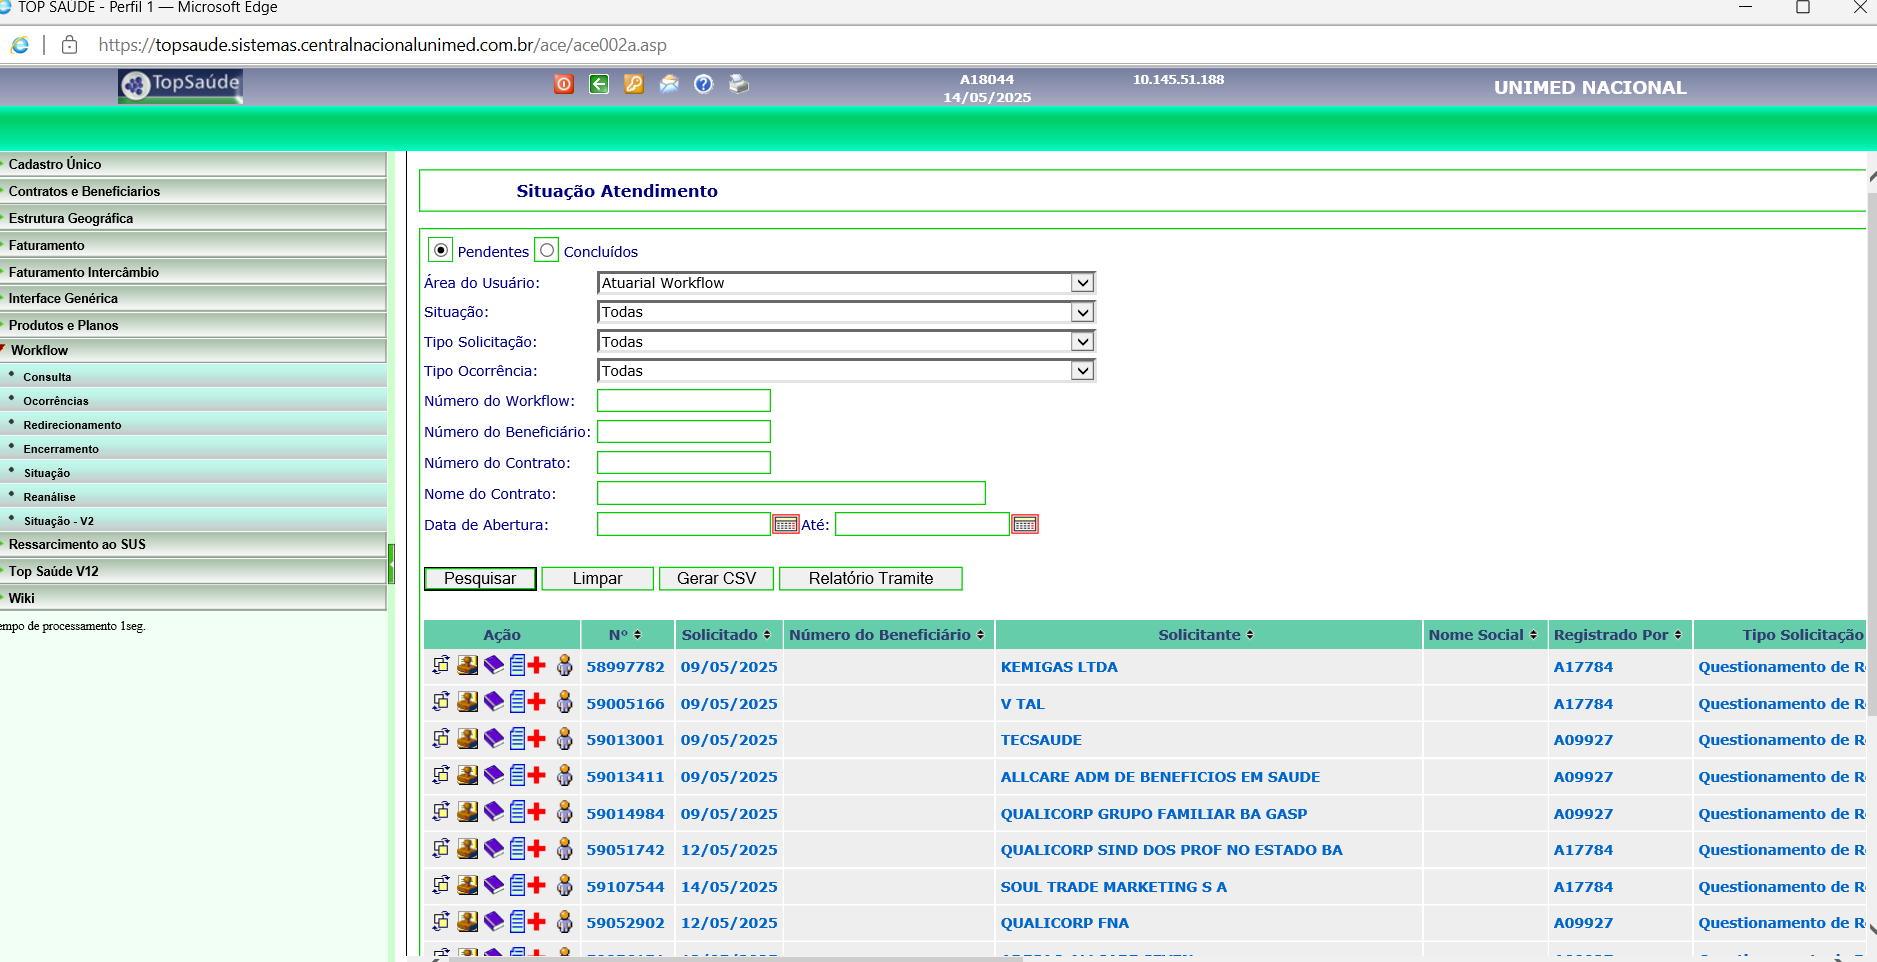 TOP SAÚDE - Perfil 1 — Microsoft Edge
https://topsaude.sistemas.centralnacionalunimed.com.br/ace/ace002a.asp
TopSaúde
A18044
14/05/2025
10.145.51.188
UNIMED NACIONAL
Cadastro Único
Contratos e Beneficiarios
Estrutura Geográfica
Faturamento
Faturamento Intercâmbio
Interface Genérica
Produtos e Planos
Workflow
Consulta
Ocorrências
Redirecionamento
Encerramento
Situação
Reanálise
Situação - V2
Ressarcimento ao SUS
Top Saúde V12
Wiki
empo de processamento 1seg.
Situação Atendimento
Pendentes Concluídos
Área do Usuário: Atuarial Workflow
Situação: Todas
Tipo Solicitação: Todas
Tipo Ocorrência: Todas
Número do Workflow:
Número do Beneficiário:
Número do Contrato:
Nome do Contrato:
Data de Abertura: Até:
Pesquisar Limpar Gerar CSV Relatório Tramite
Ação Nº Solicitado Número do Beneficiário Solicitante Nome Social Registrado Por Tipo Solicitação
58997782 09/05/2025 KEMIGAS LTDA A17784 Questionamento de R
59005166 09/05/2025 V TAL A17784 Questionamento de R
59013001 09/05/2025 TECSAUDE A09927 Questionamento de R
59013411 09/05/2025 ALLCARE ADM DE BENEFICIOS EM SAUDE A09927 Questionamento de R
59014984 09/05/2025 QUALICORP GRUPO FAMILIAR BA GASP A09927 Questionamento de R
59051742 12/05/2025 QUALICORP SIND DOS PROF NO ESTADO BA A17784 Questionamento de R
59107544 14/05/2025 SOUL TRADE MARKETING S A A17784 Questionamento de R
59052902 12/05/2025 QUALICORP FNA A09927 Questionamento de R